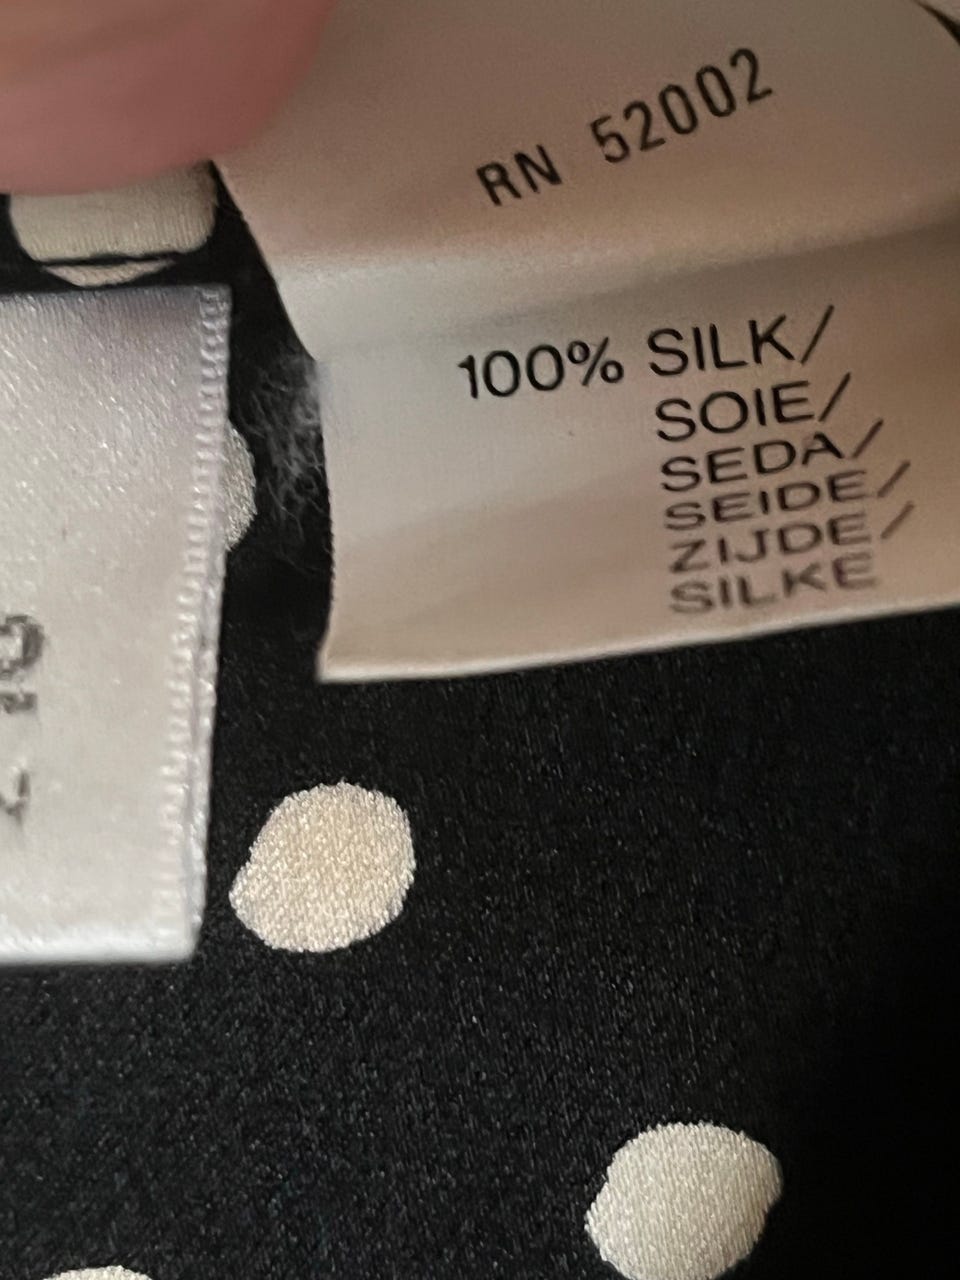 RN 52002
100% SILK/
SOIE/
SEDA/
SEIDE/
ZIJDE/
SILKE